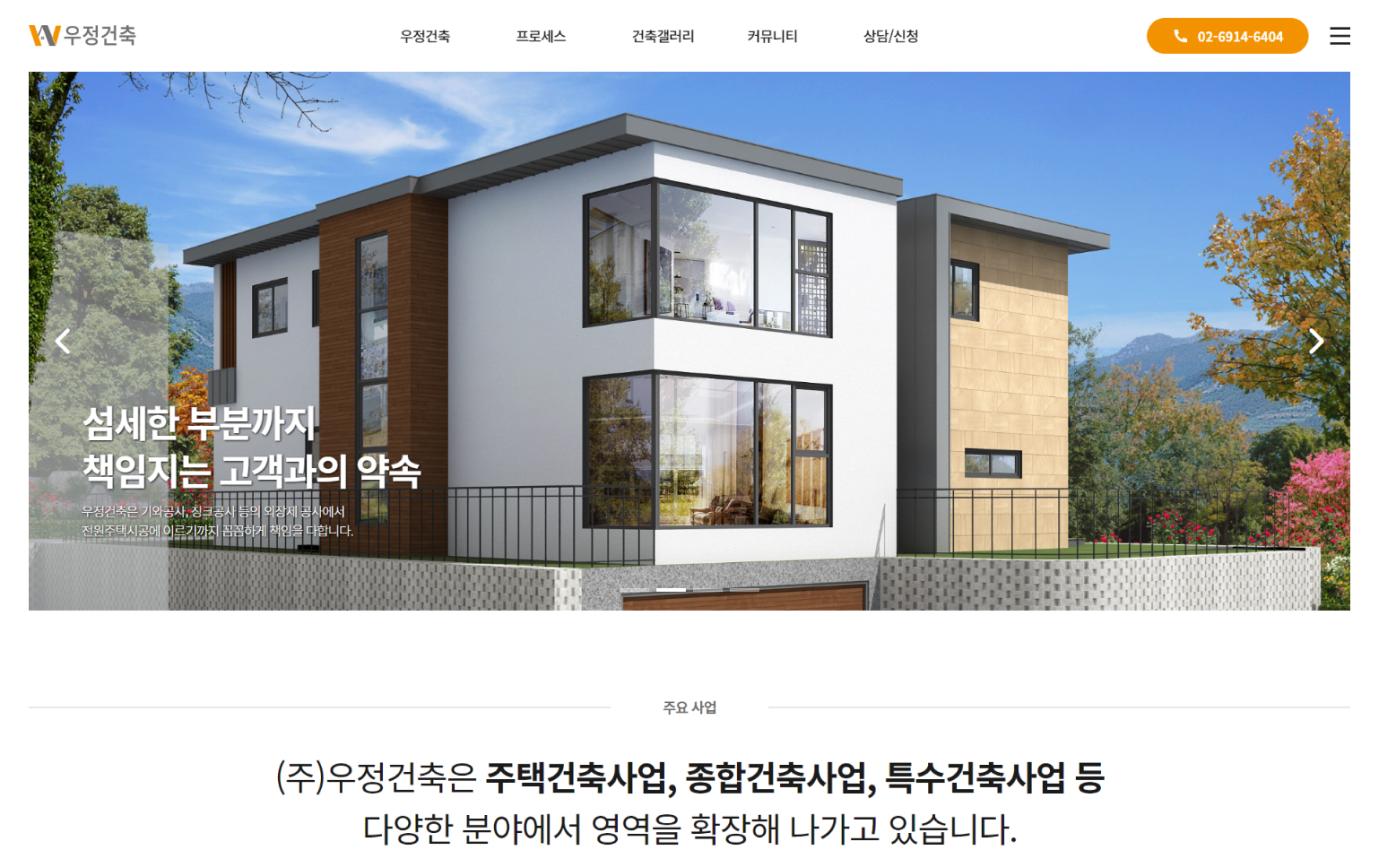 우정건축
우정건축
프로세스
건축갤러리
커뮤니티
상담/신청
02-6914-6404
섬세한 부분까지
책임지는 고객과의 약속
우정건축은 기와공사, 징크공사 등의 외장재 공사에서
전원주택시공에 이르기까지 꼼꼼하게 책임을 다합니다.
주요 사업
(주)우정건축은 주택건축사업, 종합건축사업, 특수건축사업 등
다양한 분야에서 영역을 확장해 나가고 있습니다.